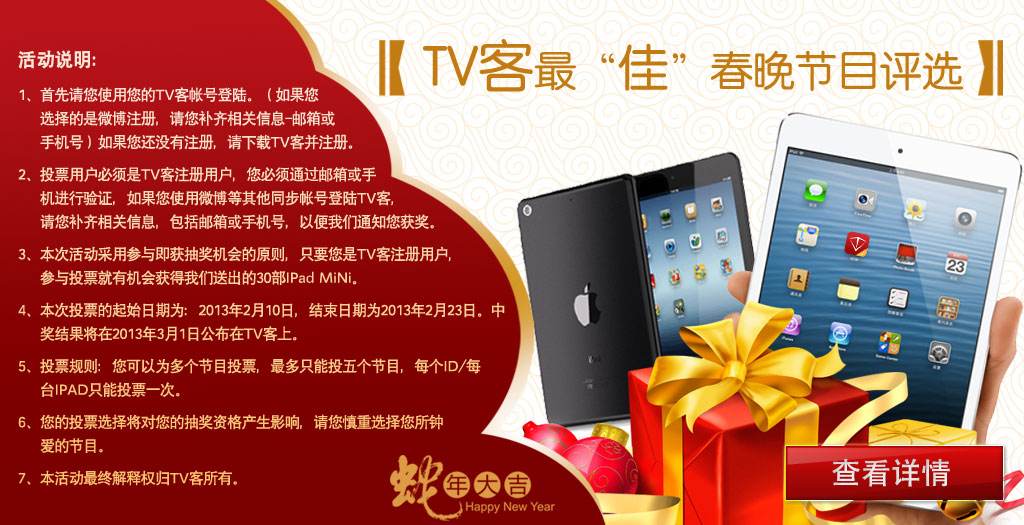 TV客最“佳”春晚节目评选
活动说明:
1、首先请您使用您的TV客帐号登陆。（如果您
选择的是微博注册，请您补齐相关信息-邮箱或
手机号）如果您还没有注册，请下载TV客并注册。
2、投票用户必须是TV客注册用户，您必须通过邮箱或手
机进行验证，如果您使用微博等其他同步帐号登陆TV客，
请您补齐相关信息，包括邮箱或手机号，以便我们通知您获奖。
3、本次活动采用参与即获抽奖机会的原则，只要您是TV客注册用户，
参与投票就有机会获得我们送出的30部IPad MiNi。
4、本次投票的起始日期为：2013年2月10日，结束日期为2013年2月23日。中
奖结果将在2013年3月1日公布在TV客上。
5、投票规则：您可以为多个节目投票，最多只能投五个节目，每个ID/每
台IPAD只能投票一次。
6、您的投票选择将对您的抽奖资格产生影响，请您慎重选择您所钟
爱的节目。
7、本活动最终解释权归TV客所有。
蛇年大吉
Happy New Year
23
查看详情